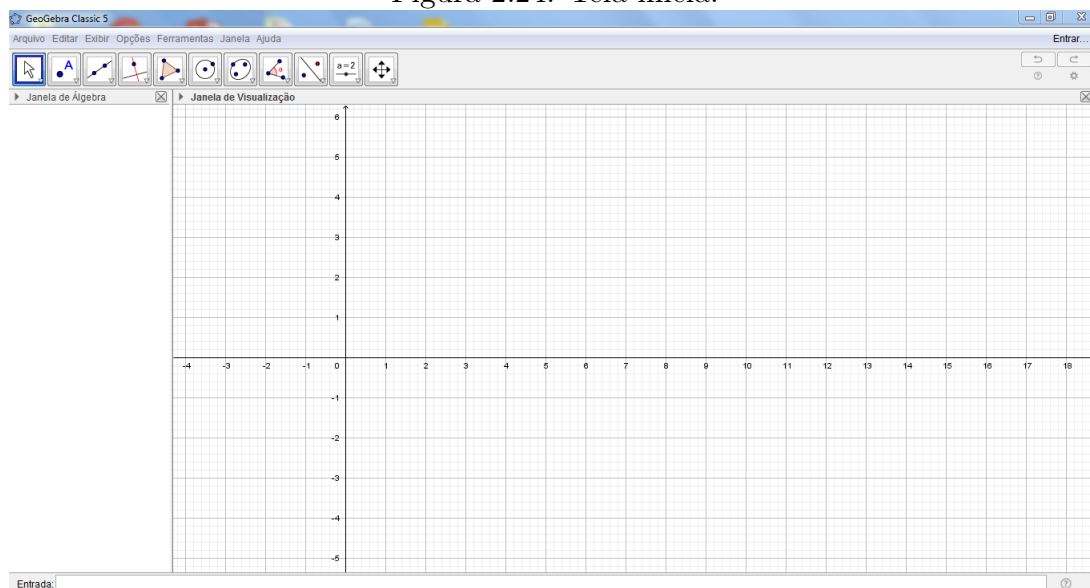 Figura 2.24: Tela inicial.
GeoGebra Classic 5
Arquivo Editar Exibir Opções Ferramentas Janela Ajuda
Entrar...
A
α
a=2
Janela de Álgebra
Janela de Visualização
6
5
4
3
2
1
-4 -3 -2 -1 0 1 2 3 4 5 6 7 8 9 10 11 12 13 14 15 16 17 18
-1
-2
-3
-4
-5
Entrada: